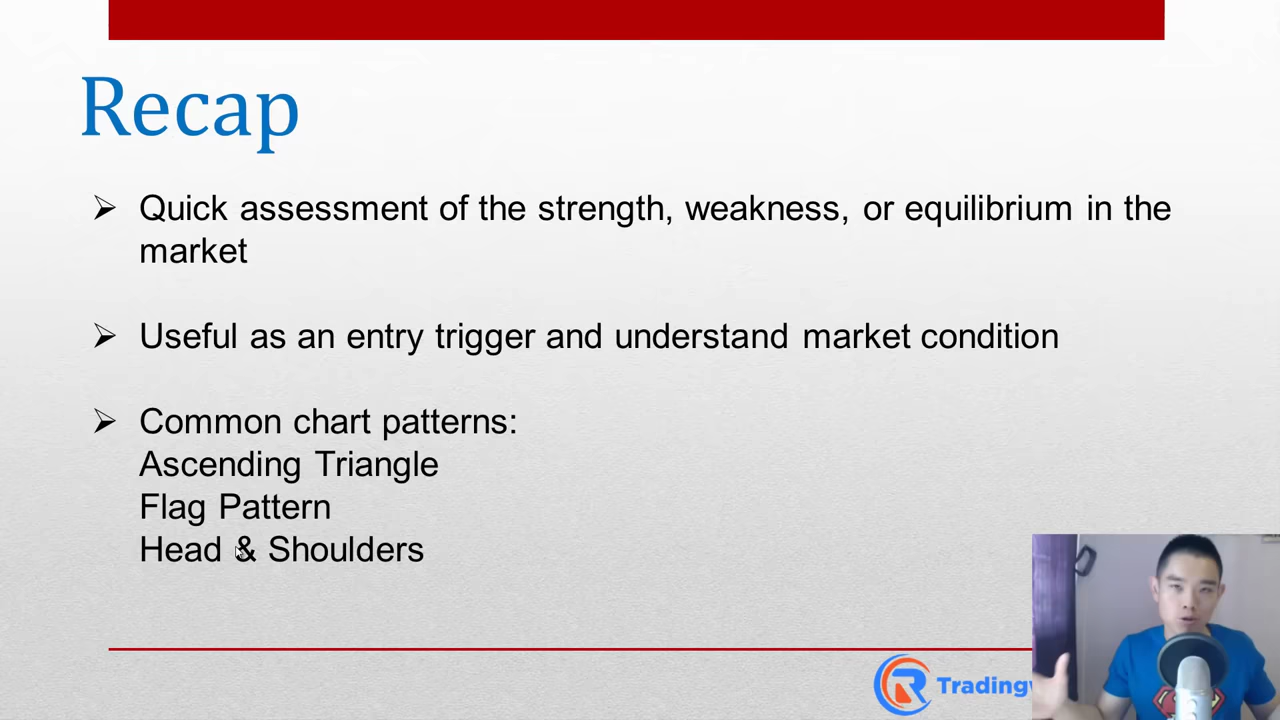 Recap
➢ Quick assessment of the strength, weakness, or equilibrium in the
market
➢ Useful as an entry trigger and understand market condition
➢ Common chart patterns:
Ascending Triangle
Flag Pattern
Head & Shoulders